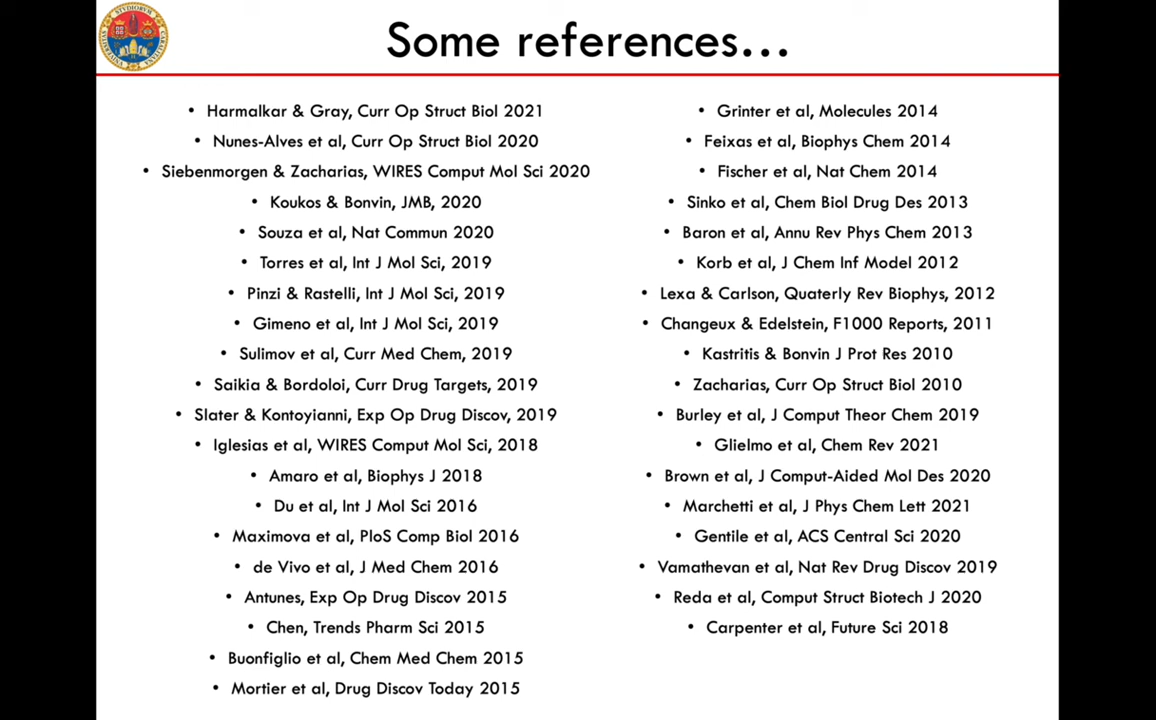 Some references...
• Harmalkar & Gray, Curr Op Struct Biol 2021
• Nunes-Alves et al, Curr Op Struct Biol 2020
• Siebenmorgen & Zacharias, WIRES Comput Mol Sci 2020
• Koukos & Bonvin, JMB, 2020
• Souza et al, Nat Commun 2020
• Torres et al, Int J Mol Sci, 2019
• Pinzi & Rastelli, Int J Mol Sci, 2019
• Gimeno et al, Int J Mol Sci, 2019
• Sulimov et al, Curr Med Chem, 2019
• Saikia & Bordoloi, Curr Drug Targets, 2019
• Slater & Kontoyianni, Exp Op Drug Discov, 2019
• Iglesias et al, WIRES Comput Mol Sci, 2018
• Amaro et al, Biophys J 2018
• Du et al, Int J Mol Sci 2016
• Maximova et al, PloS Comp Biol 2016
• de Vivo et al, J Med Chem 2016
• Antunes, Exp Op Drug Discov 2015
• Chen, Trends Pharm Sci 2015
• Buonfiglio et al, Chem Med Chem 2015
• Mortier et al, Drug Discov Today 2015
• Grinter et al, Molecules 2014
• Feixas et al, Biophys Chem 2014
• Fischer et al, Nat Chem 2014
• Sinko et al, Chem Biol Drug Des 2013
• Baron et al, Annu Rev Phys Chem 2013
• Korb et al, J Chem Inf Model 2012
• Lexa & Carlson, Quaterly Rev Biophys, 2012
• Changeux & Edelstein, F1000 Reports, 2011
• Kastritis & Bonvin J Prot Res 2010
• Zacharias, Curr Op Struct Biol 2010
• Burley et al, J Comput Theor Chem 2019
• Glielmo et al, Chem Rev 2021
• Brown et al, J Comput-Aided Mol Des 2020
• Marchetti et al, J Phys Chem Lett 2021
• Gentile et al, ACS Central Sci 2020
• Vamathevan et al, Nat Rev Drug Discov 2019
• Reda et al, Comput Struct Biotech J 2020
• Carpenter et al, Future Sci 2018